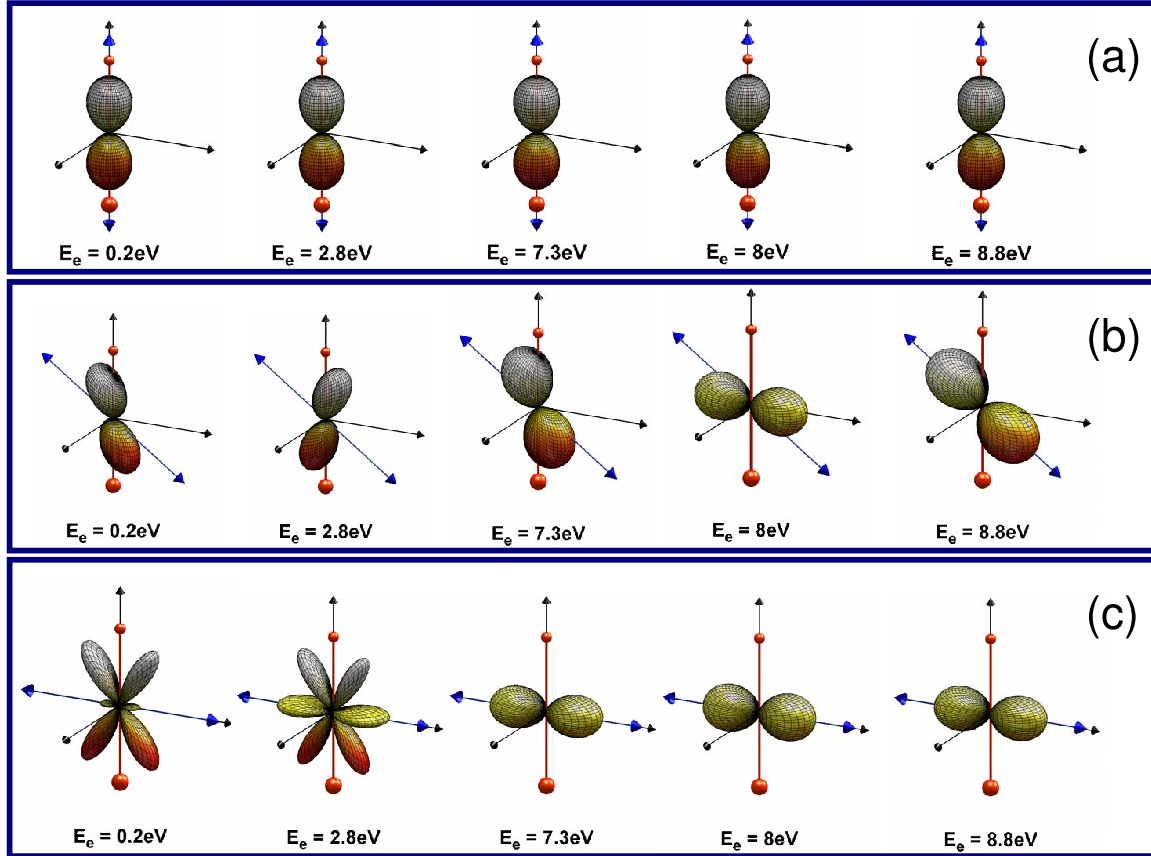 (a)
E_e = 0.2eV
E_e = 2.8eV
E_e = 7.3eV
E_e = 8eV
E_e = 8.8eV
(b)
E_e = 0.2eV
E_e = 2.8eV
E_e = 7.3eV
E_e = 8eV
E_e = 8.8eV
(c)
E_e = 0.2eV
E_e = 2.8eV
E_e = 7.3eV
E_e = 8eV
E_e = 8.8eV